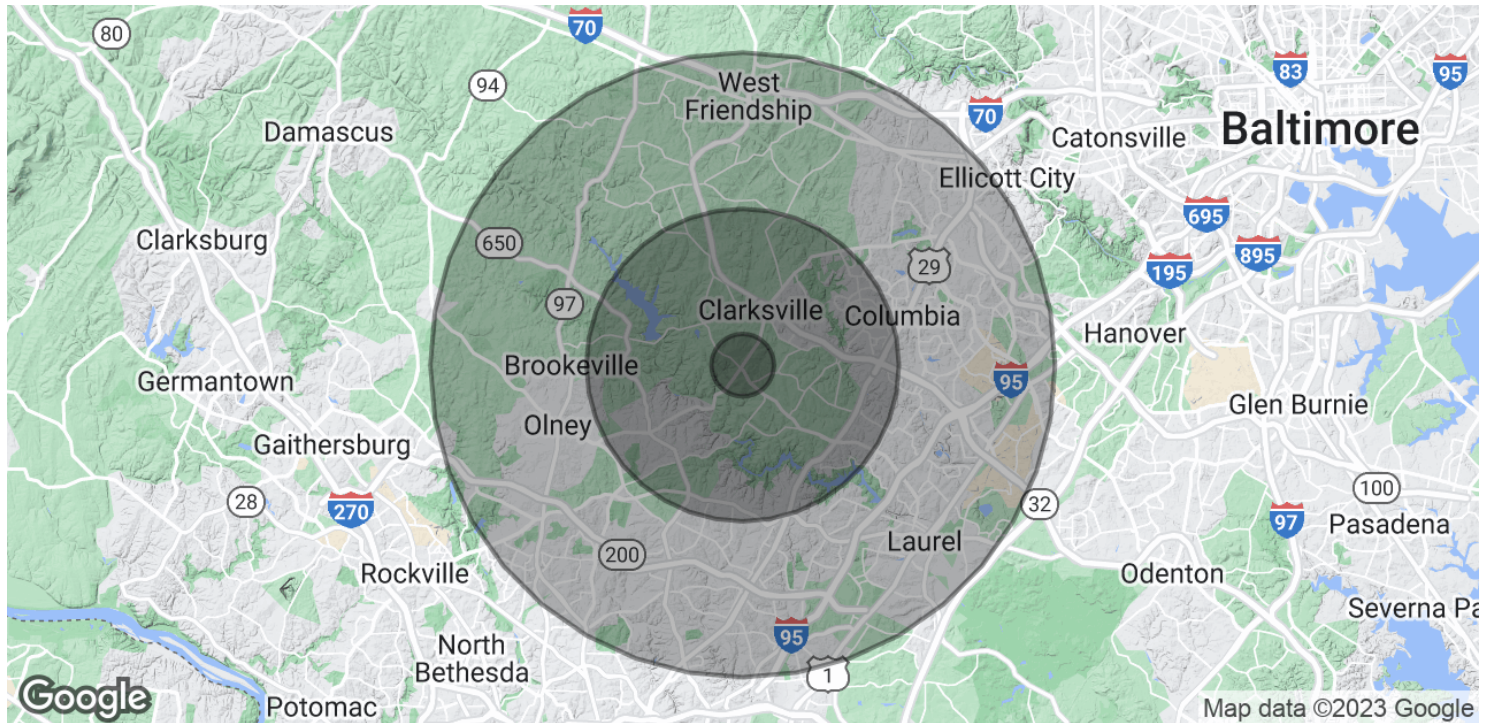 80
70
94
West
Friendship
83
95
70
Damascus
Catonsville
Baltimore
Ellicott City
695
Clarksburg
650
29
195
895
97
Clarksville
Columbia
Hanover
Brookeville
95
Germantown
Glen Burnie
Olney
Gaithersburg
28
270
32
100
97
Pasadena
200
Laurel
Rockville
Odenton
Severna Pa
95
North
Bethesda
1
Google
Potomac
Map data ©2023 Google